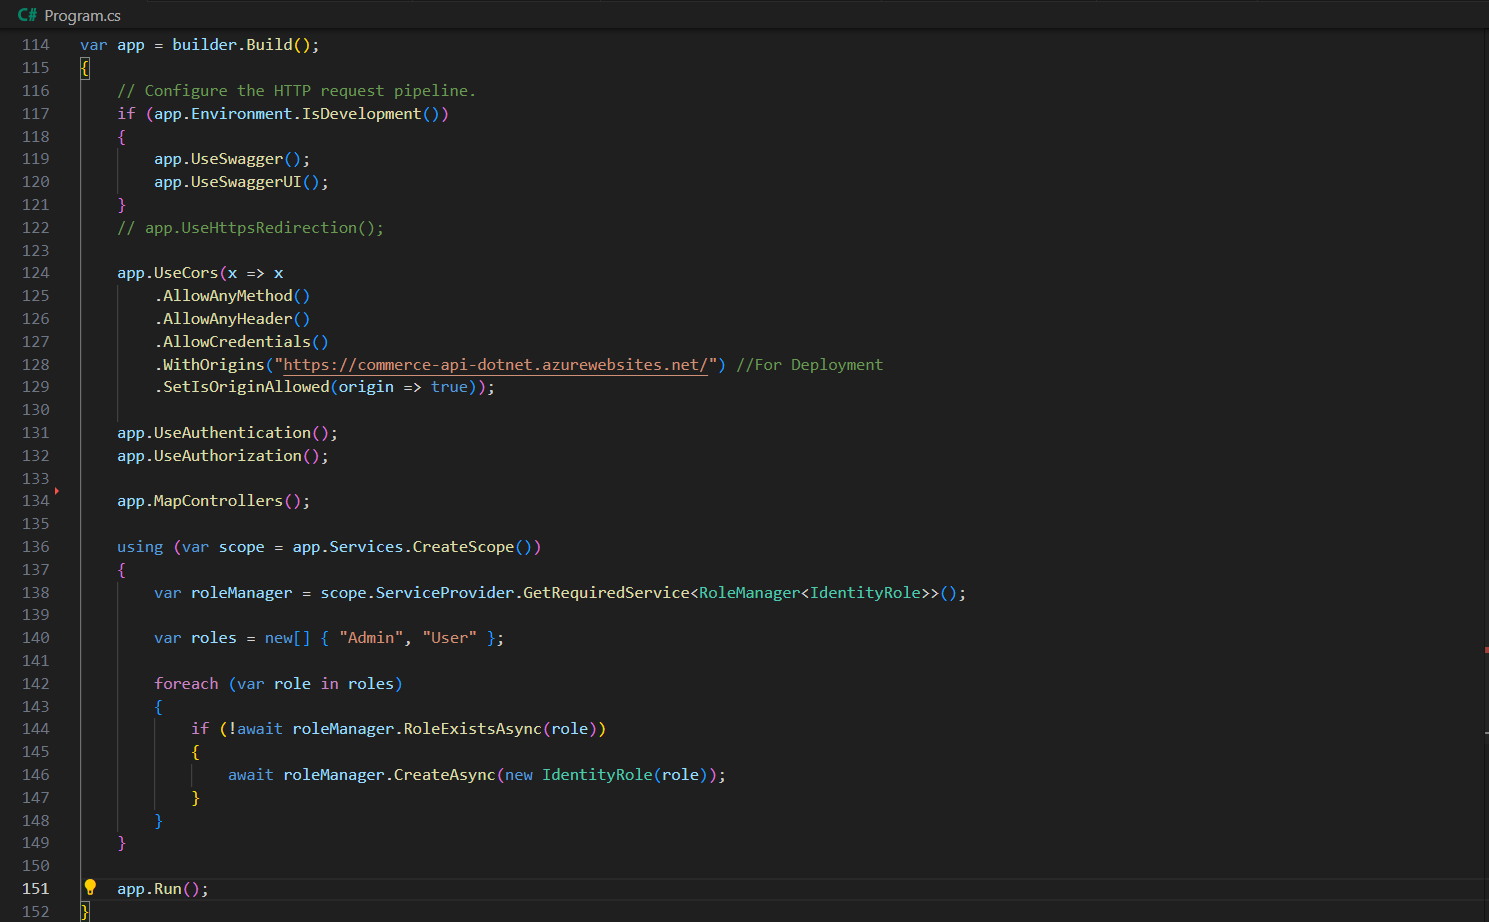 C# Program.cs
114 var app = builder.Build();
115 {
116     // Configure the HTTP request pipeline.
117     if (app.Environment.IsDevelopment())
118     {
119         app.UseSwagger();
120         app.UseSwaggerUI();
121     }
122     // app.UseHttpsRedirection();
123
124     app.UseCors(x => x
125         .AllowAnyMethod()
126         .AllowAnyHeader()
127         .AllowCredentials()
128         .WithOrigins("https://commerce-api-dotnet.azurewebsites.net/") //For Deployment
129         .SetIsOriginAllowed(origin => true));
130
131     app.UseAuthentication();
132     app.UseAuthorization();
133
134     app.MapControllers();
135
136     using (var scope = app.Services.CreateScope())
137     {
138         var roleManager = scope.ServiceProvider.GetRequiredService<RoleManager<IdentityRole>>();
139
140         var roles = new[] { "Admin", "User" };
141
142         foreach (var role in roles)
143         {
144             if (!await roleManager.RoleExistsAsync(role))
145             {
146                 await roleManager.CreateAsync(new IdentityRole(role));
147             }
148         }
149     }
150
151     app.Run();
152 }